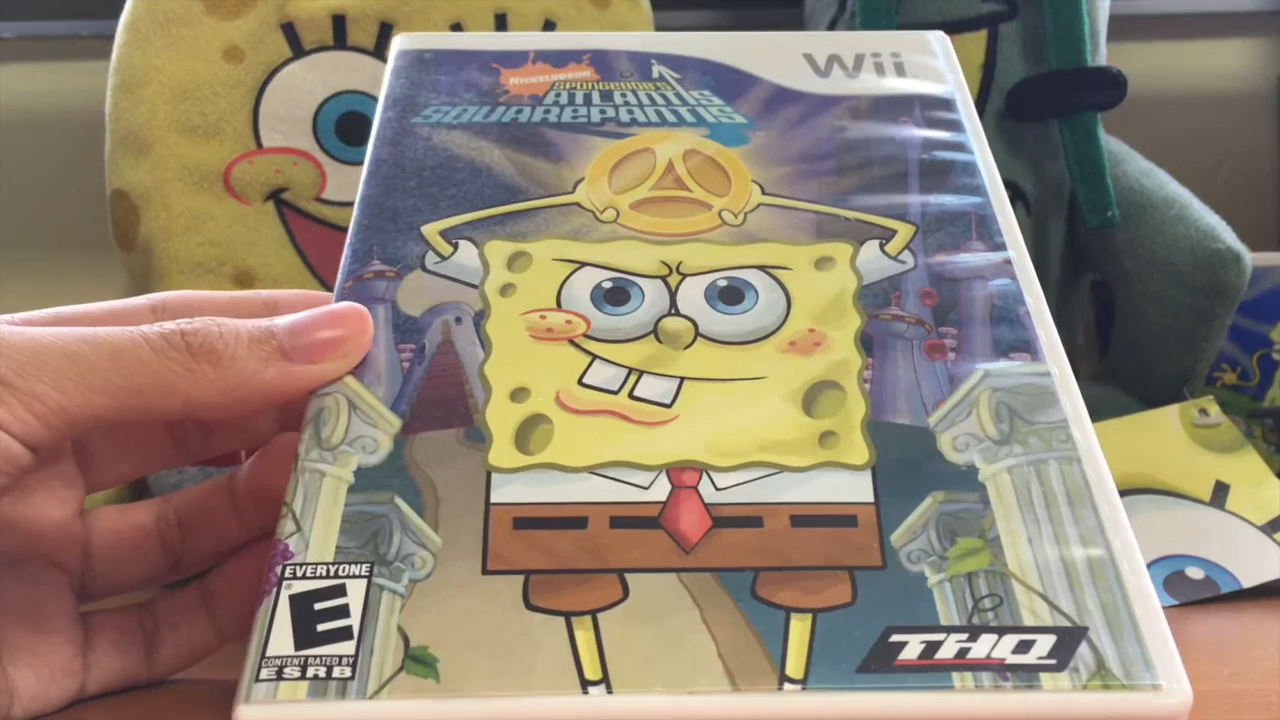 Wii
NICKELODEON
SPONGEBOB'S
ATLANTIS
SQUAREPANTIS
EVERYONE
E
CONTENT RATED BY
ESRB
THQ